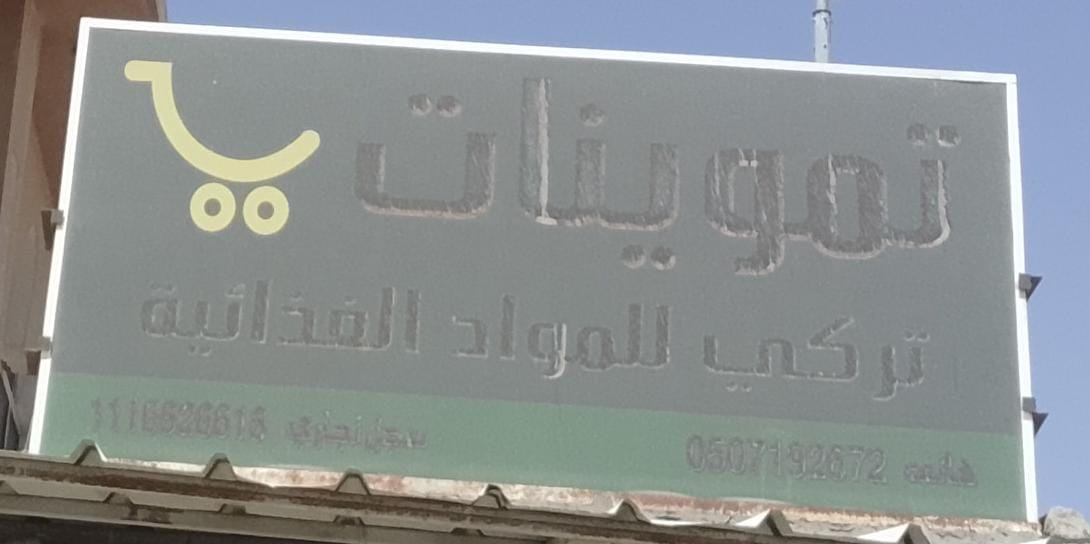 تموينات
تركي للمواد الغذائية
هاتف 0507192672
سجل تجاري 1116626616